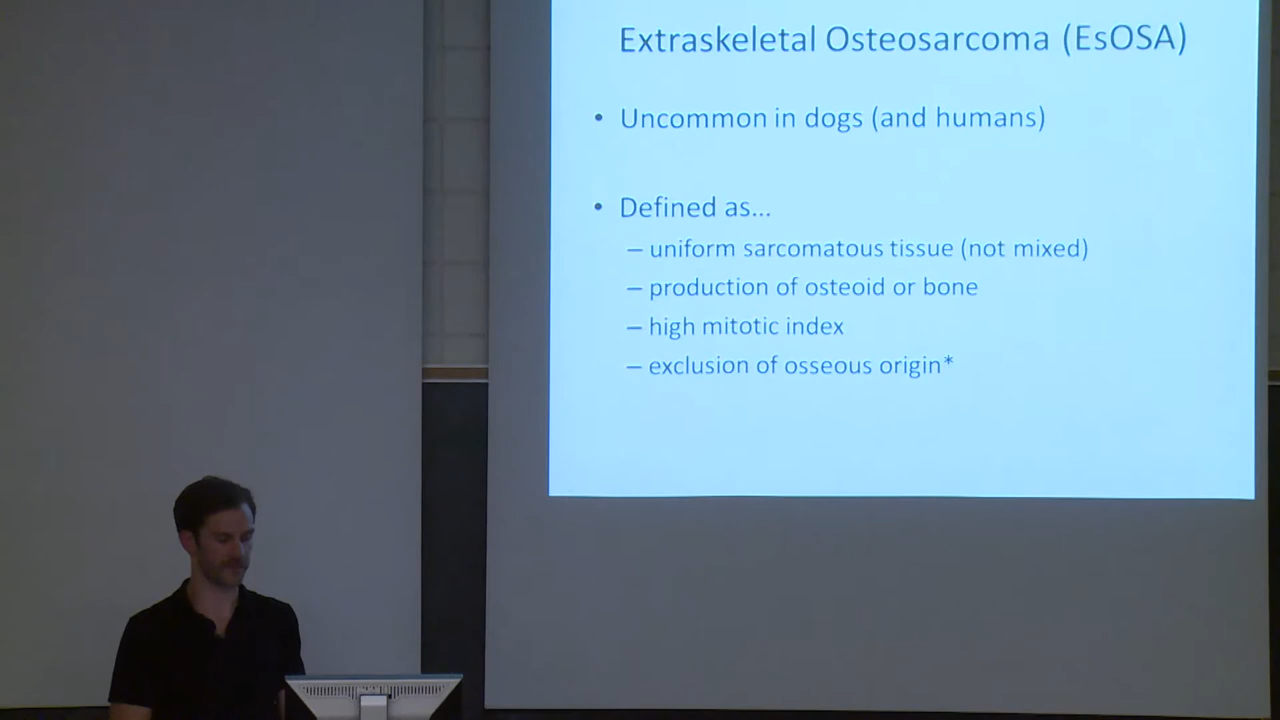 Extraskeletal Osteosarcoma (EsOSA)
• Uncommon in dogs (and humans)
• Defined as...
– uniform sarcomatous tissue (not mixed)
– production of osteoid or bone
– high mitotic index
– exclusion of osseous origin*